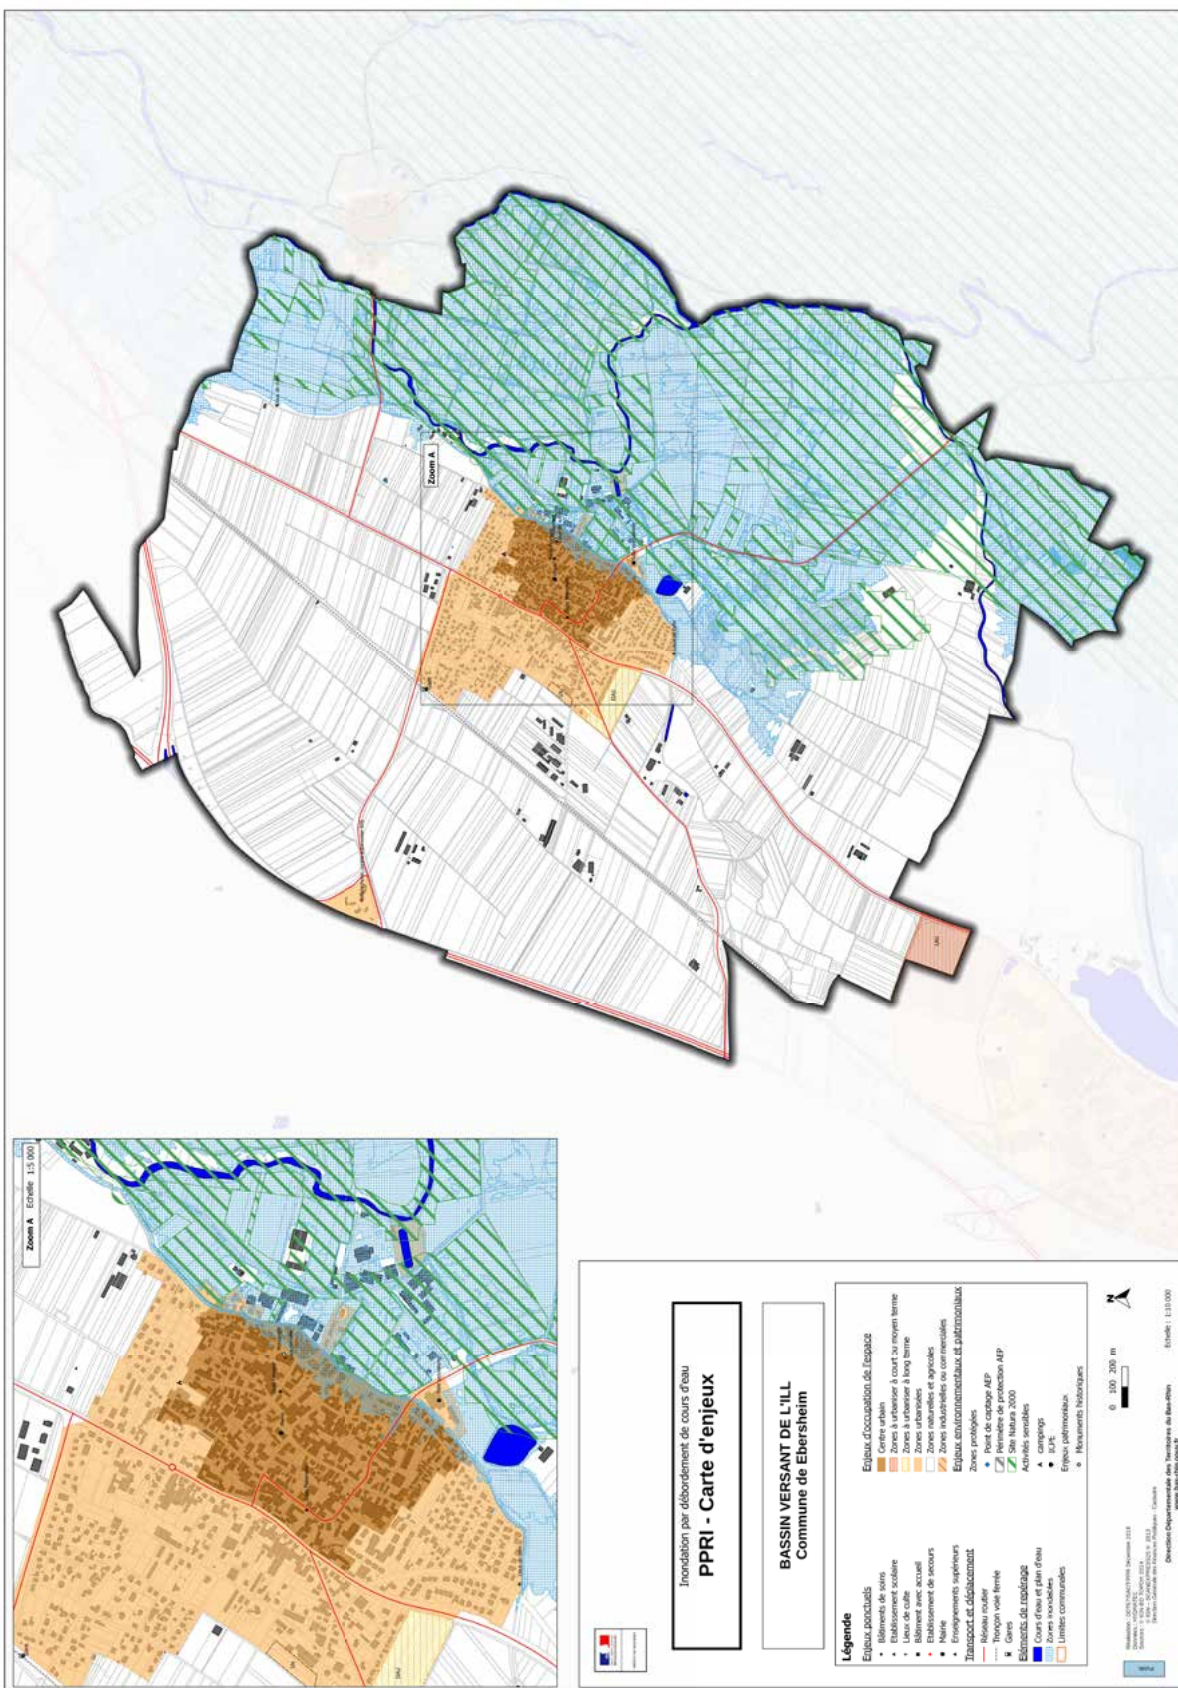 Zoom A
Zoom A Echelle 1:5 000
Inondation par débordement de cours d'eau
PPRI - Carte d'enjeux
BASSIN VERSANT DE L'ILL
Commune de Ebersheim
Légende
Enjeux ponctuels
Bâtiments de soins
Etablissement scolaire
Lieux de culte
Bâtiment avec accueil
Etablissement de secours
Mairie
Enseignements supérieurs
Transport et déplacement
Réseau routier
Tronçon voie ferrée
Gares
Eléments de repérage
Cours d'eau et plan d'eau
Zones inondables
Limites communales
Enjeux d'occupation de l'espace
Centre urbain
Zones à urbaniser à court ou moyen terme
Zones à urbaniser à long terme
Zones urbanisées
Zones naturelles et agricoles
Zones industrielles ou commerciales
Enjeux environnementaux et patrimoniaux
Zones protégées
Point de captage AEP
Périmètre de protection AEP
Site Natura 2000
Activités sensibles
campings
ICPE
Enjeux patrimoniaux
Monuments historiques
N
0 100 200 m
Echelle : 1:10 000
Direction Départementale des Territoires du Bas-Rhin